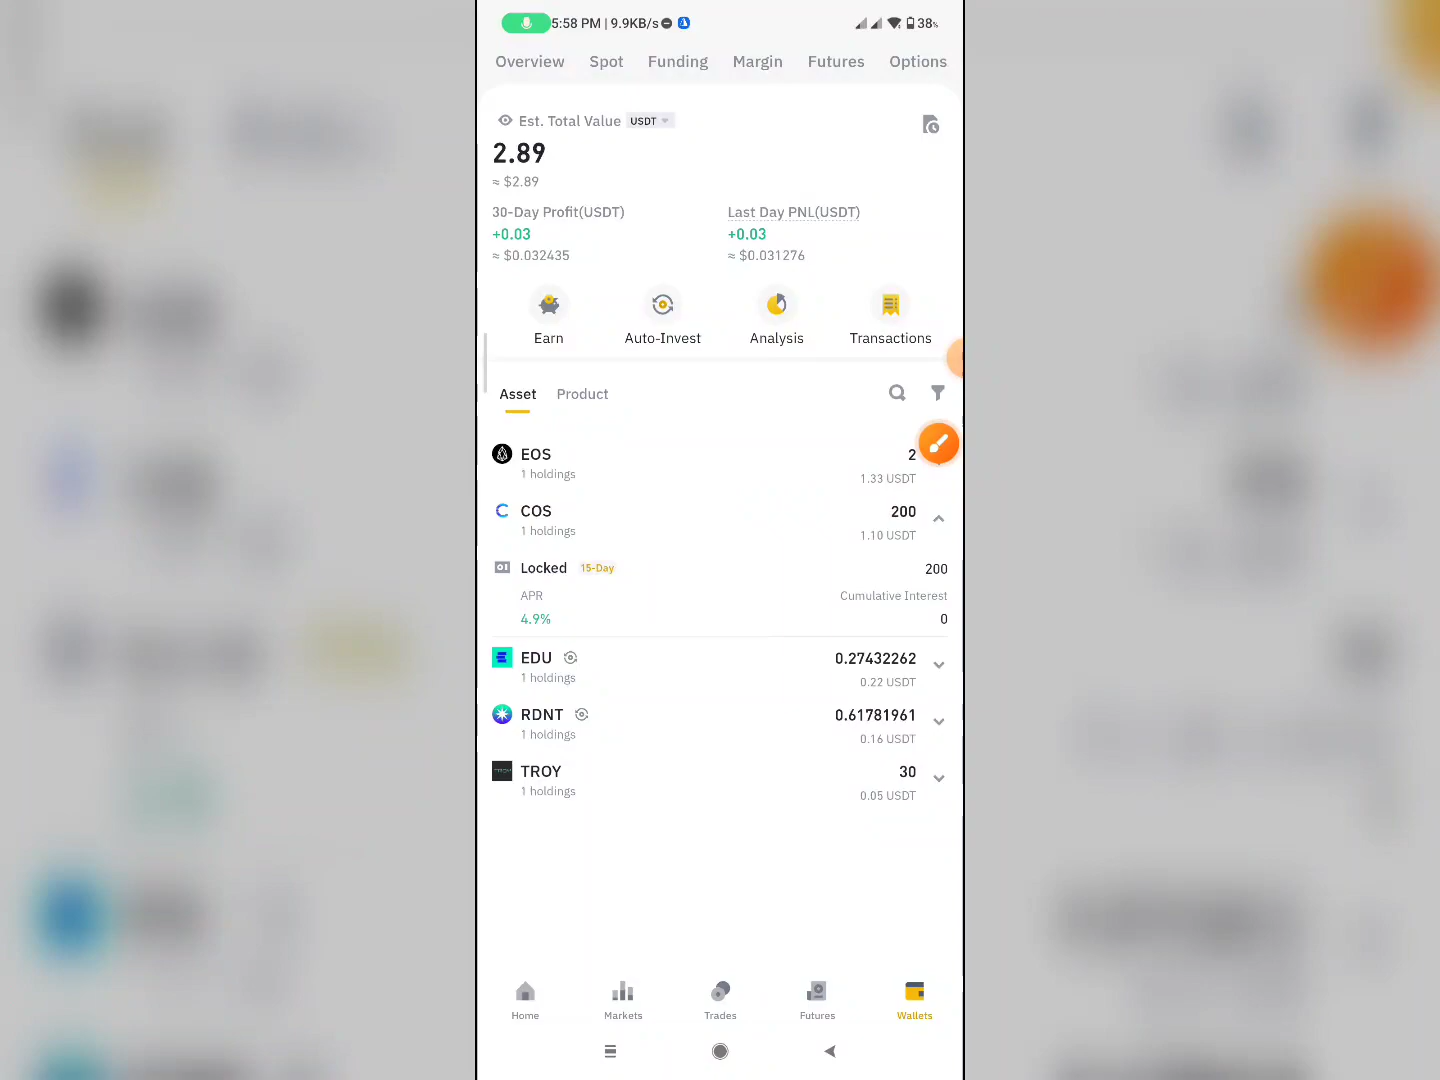 5:58 PM | 9.9KB/s 38%
Overview Spot Funding Margin Futures Options
Est. Total Value USDT
2.89
≈ $2.89
30-Day Profit(USDT) Last Day PNL(USDT)
+0.03 +0.03
≈ $0.032435 ≈ $0.031276
Earn Auto-Invest Analysis Transactions
Asset Product
EOS 2
1 holdings 1.33 USDT
COS 200
1 holdings 1.10 USDT
Locked 15-Day 200
APR Cumulative Interest
4.9% 0
EDU 0.27432262
1 holdings 0.22 USDT
RDNT 0.61781961
1 holdings 0.16 USDT
TROY 30
1 holdings 0.05 USDT
Home Markets Trades Futures Wallets